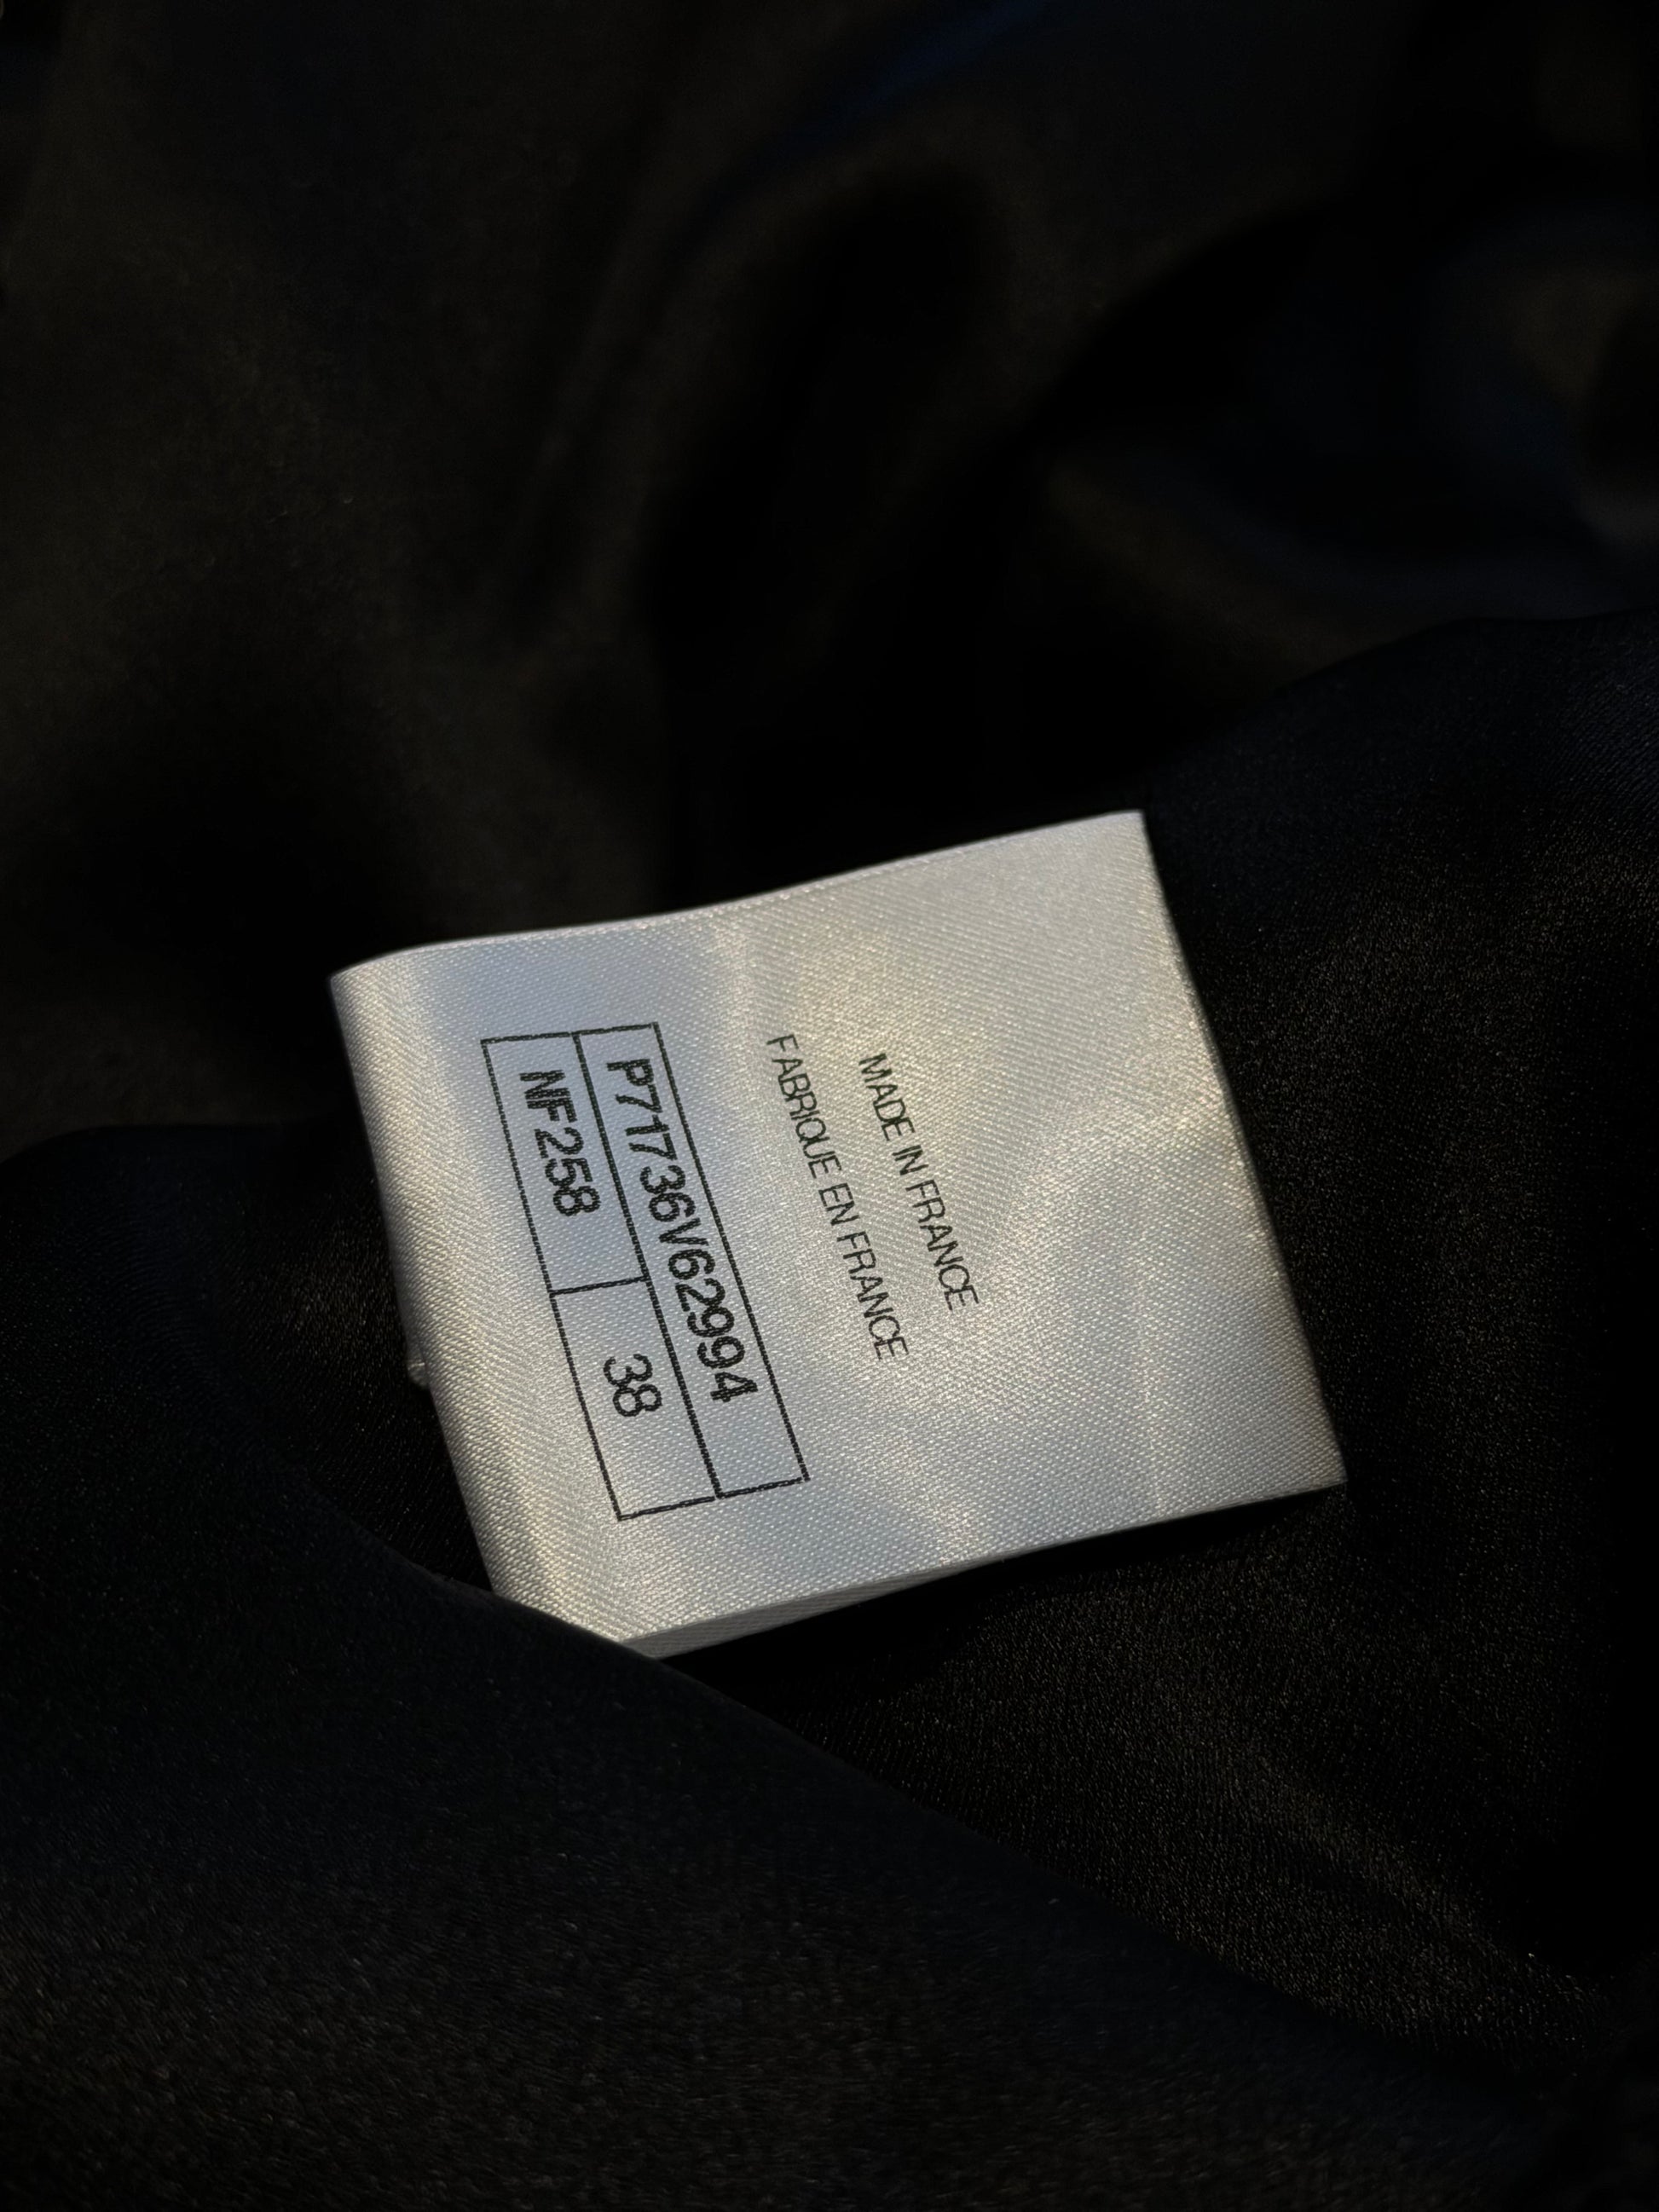 MADE IN FRANCE
FABRIQUE EN FRANCE
P71736V62994
NF258 38